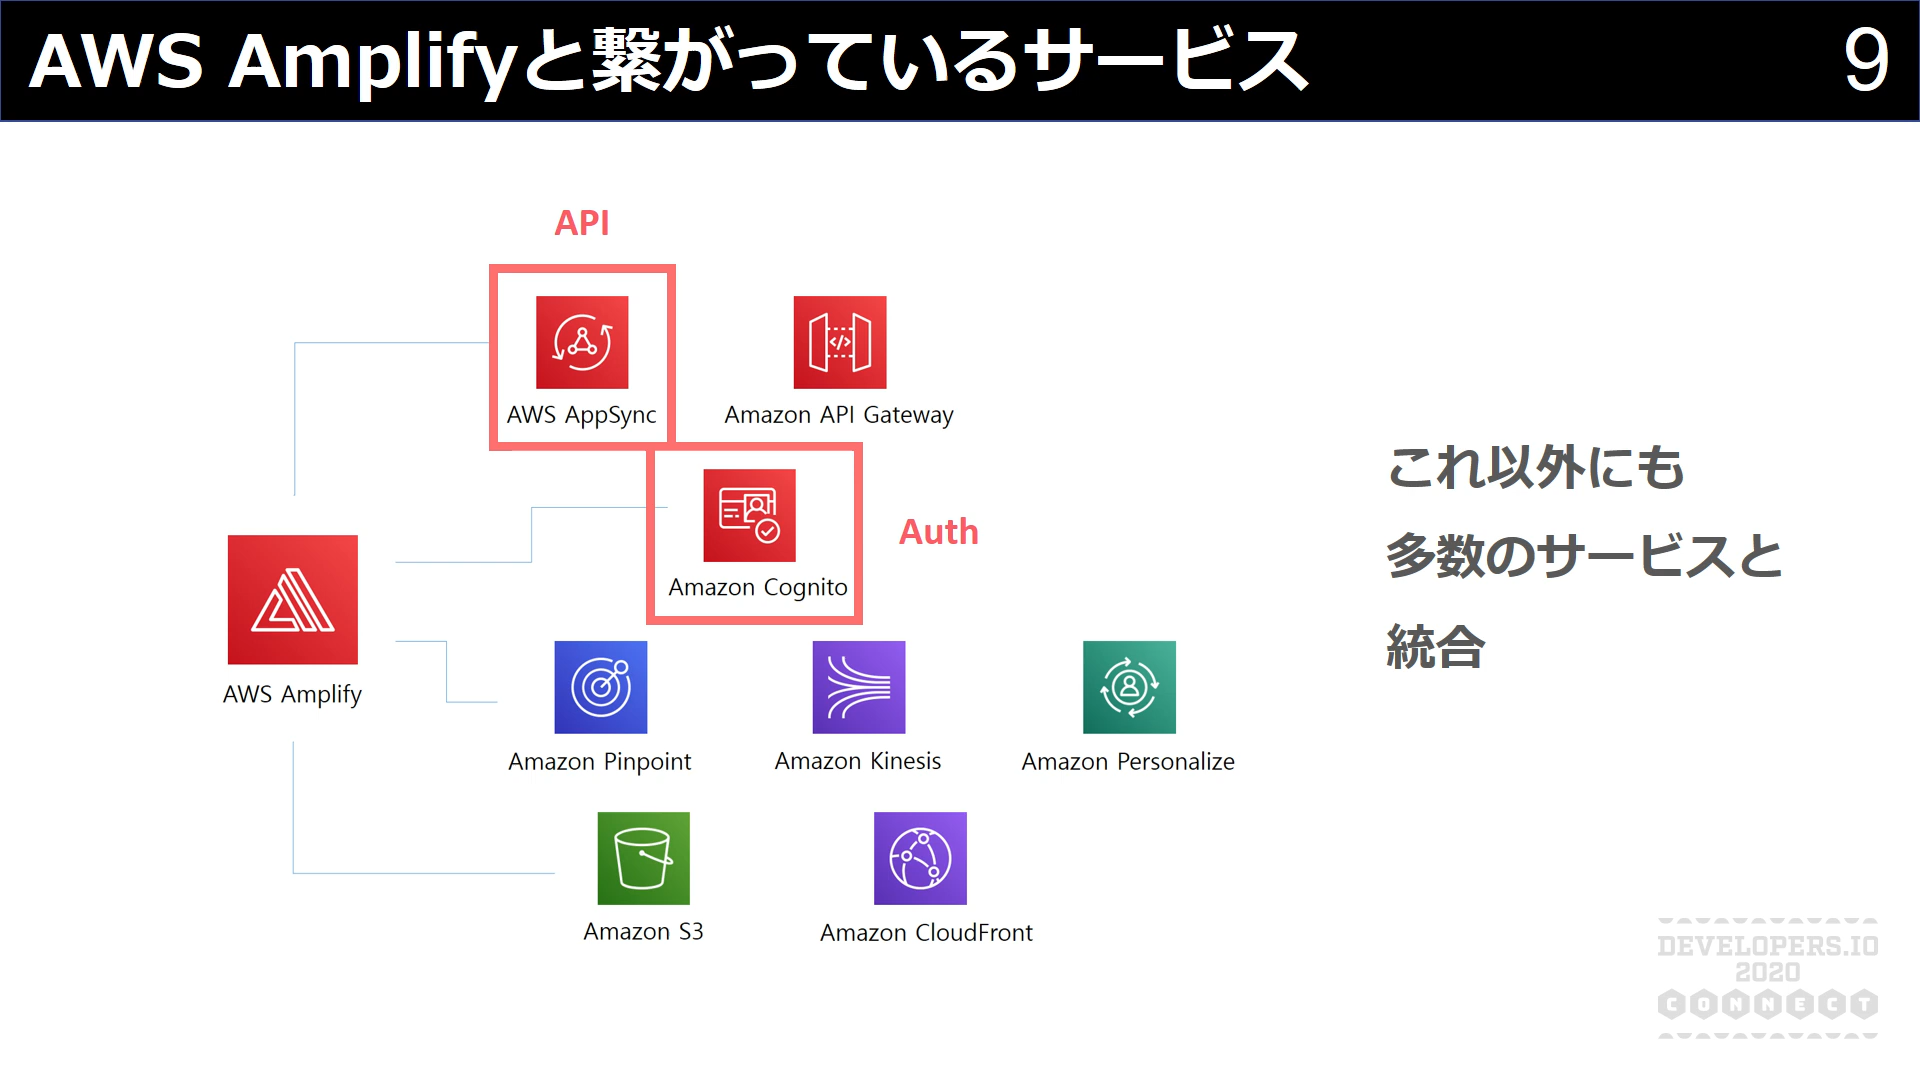 AWS Amplifyと繋がっているサービス
9
API
AWS AppSync
Amazon API Gateway
Amazon Cognito
Auth
AWS Amplify
Amazon Pinpoint
Amazon Kinesis
Amazon Personalize
Amazon S3
Amazon CloudFront
これ以外にも
多数のサービスと
統合
DEVELOPERS.IO
2020
CONNECT